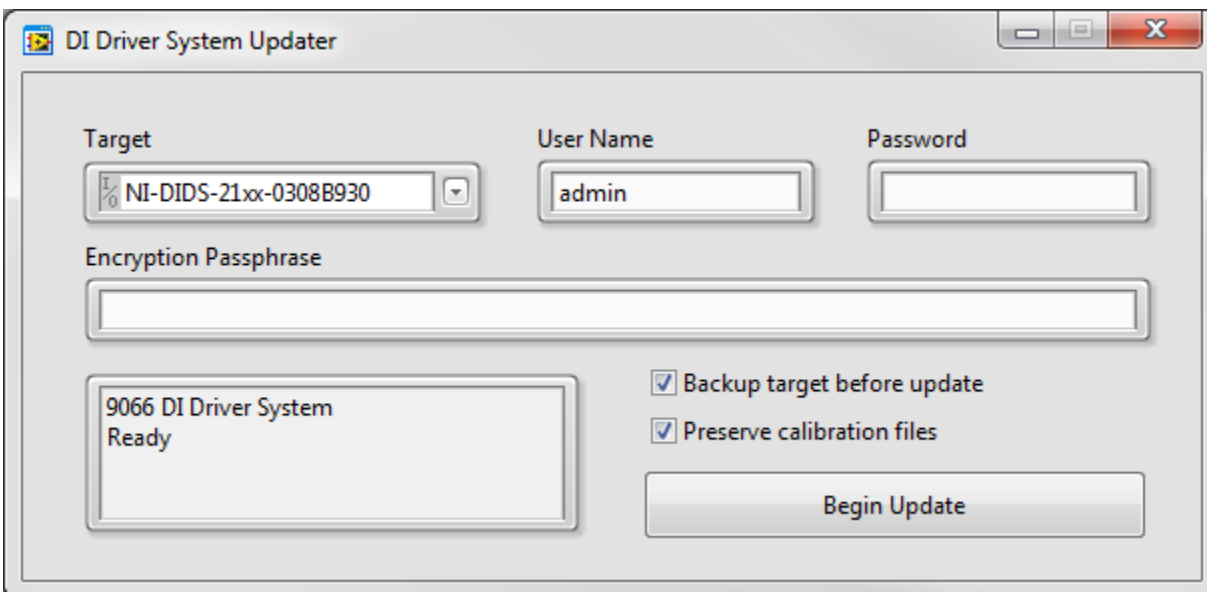 DI Driver System Updater
Target
User Name
Password
I/O NI-DIDS-21xx-0308B930
admin
Encryption Passphrase
9066 DI Driver System
Ready
Backup target before update
Preserve calibration files
Begin Update